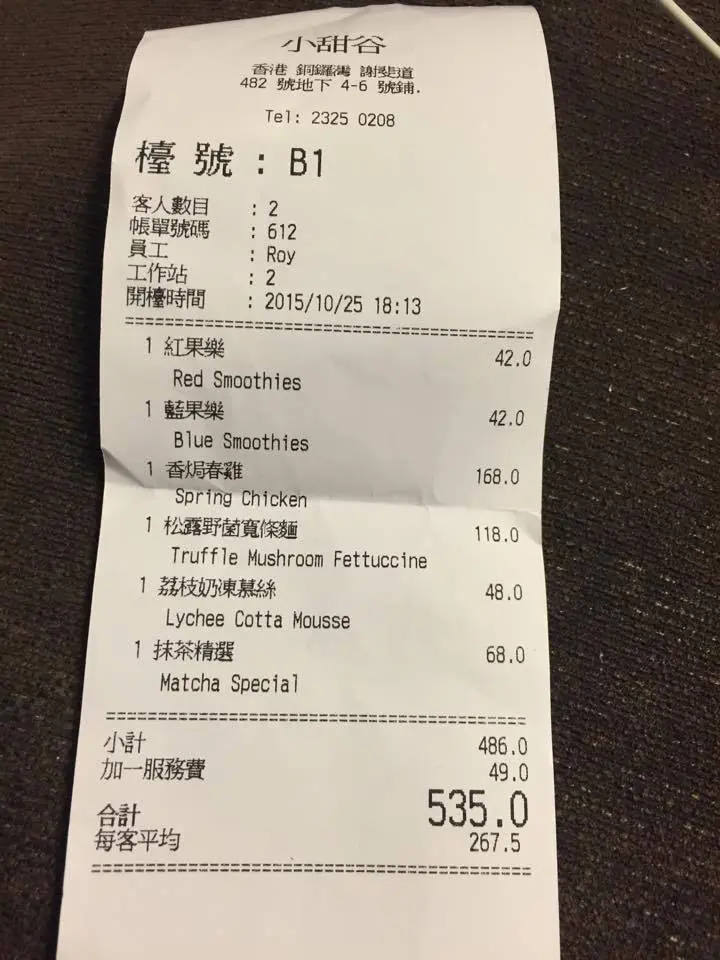 小甜谷
香港 銅鑼灣 謝斐道
482 號地下 4-6 號鋪.
Tel: 2325 0208
檯號 : B1
客人數目 : 2
帳單號碼 : 612
員工 : Roy
工作站 : 2
開檯時間 : 2015/10/25 18:13
1 紅果樂 42.0
Red Smoothies
1 藍果樂 42.0
Blue Smoothies
1 香焗春雞 168.0
Spring Chicken
1 松露野菌寬條麵 118.0
Truffle Mushroom Fettuccine
1 荔枝奶凍慕絲 48.0
Lychee Cotta Mousse
1 抹茶精選 68.0
Matcha Special
小計 486.0
加一服務費 49.0
合計 535.0
每客平均 267.5